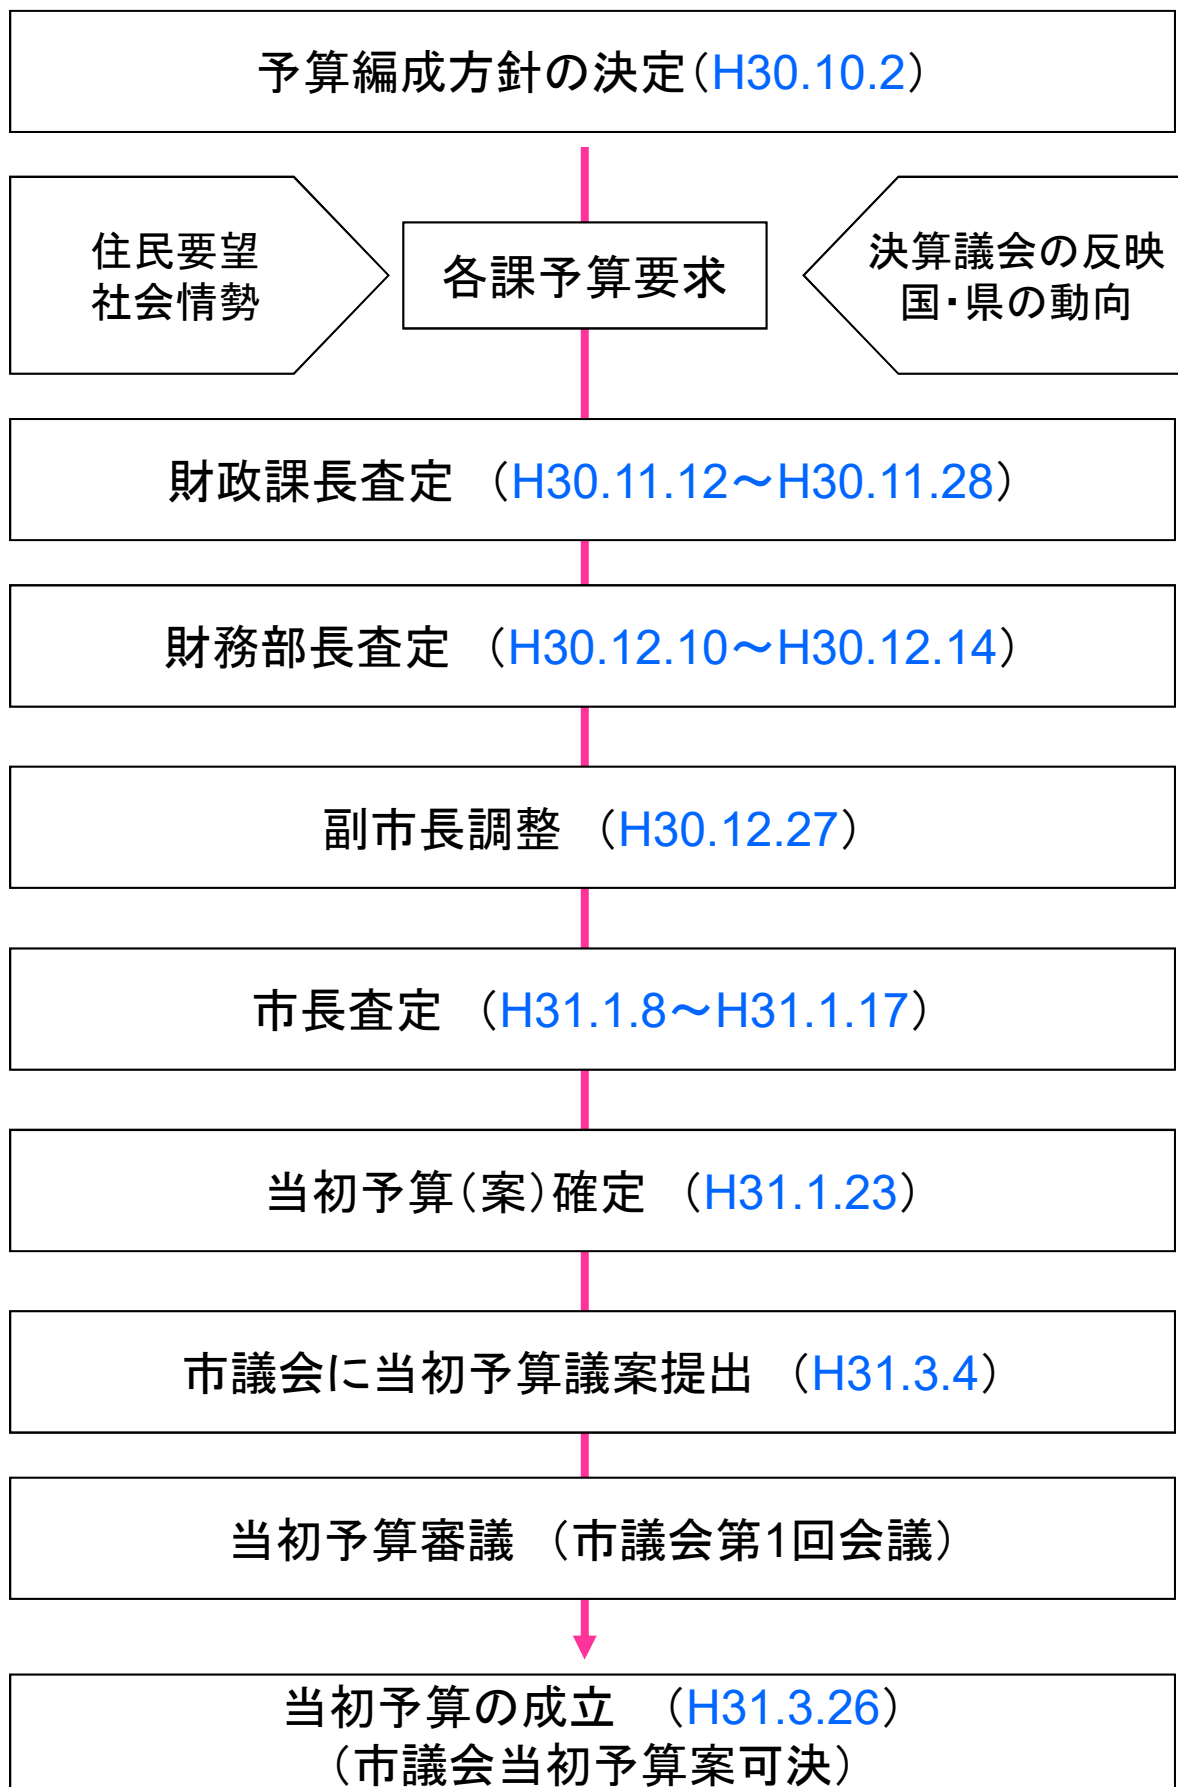 予算編成方針の決定（H30.10.2）
住民要望
社会情勢
各課予算要求
決算議会の反映
国・県の動向
財政課長査定　（H30.11.12～H30.11.28）
財務部長査定　（H30.12.10～H30.12.14）
副市長調整　（H30.12.27）
市長査定　（H31.1.8～H31.1.17）
当初予算（案）確定　（H31.1.23）
市議会に当初予算議案提出　（H31.3.4）
当初予算審議　（市議会第1回会議）
当初予算の成立　（H31.3.26）
（市議会当初予算案可決）